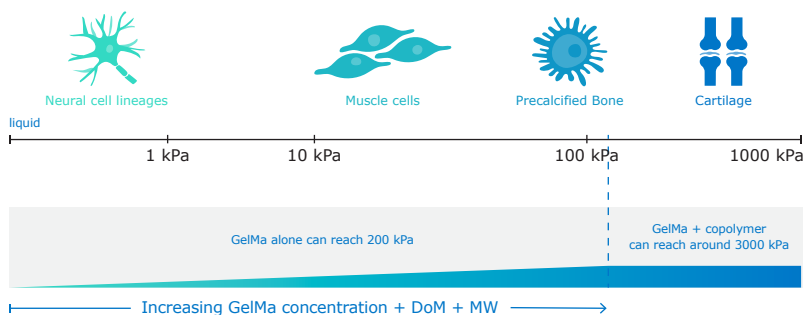 Neural cell lineages
Muscle cells
Precalcified Bone
Cartilage
liquid
1 kPa
10 kPa
100 kPa
1000 kPa
GelMa alone can reach 200 kPa
GelMa + copolymer
can reach around 3000 kPa
Increasing GelMa concentration + DoM + MW